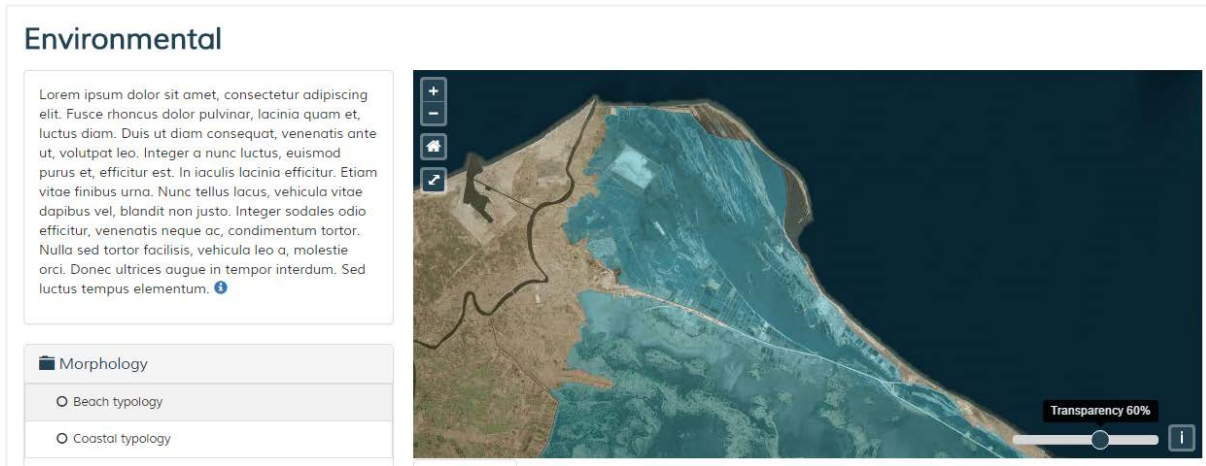 Environmental
Lorem ipsum dolor sit amet, consectetur adipiscing
elit. Fusce rhoncus dolor pulvinar, lacinia quam et,
luctus diam. Duis ut diam consequat, venenatis ante
ut, volutpat leo. Integer a nunc luctus, euismod
purus et, efficitur est. In iaculis lacinia efficitur. Etiam
vitae finibus urna. Nunc tellus lacus, vehicula vitae
dapibus vel, blandit non justo. Integer sodales odio
efficitur, venenatis neque ac, condimentum tortor.
Nulla sed tortor facilisis, vehicula leo a, molestie
orci. Donec ultrices augue in tempor interdum. Sed
luctus tempus elementum.
Morphology
Beach typology
Coastal typology
Transparency 60%